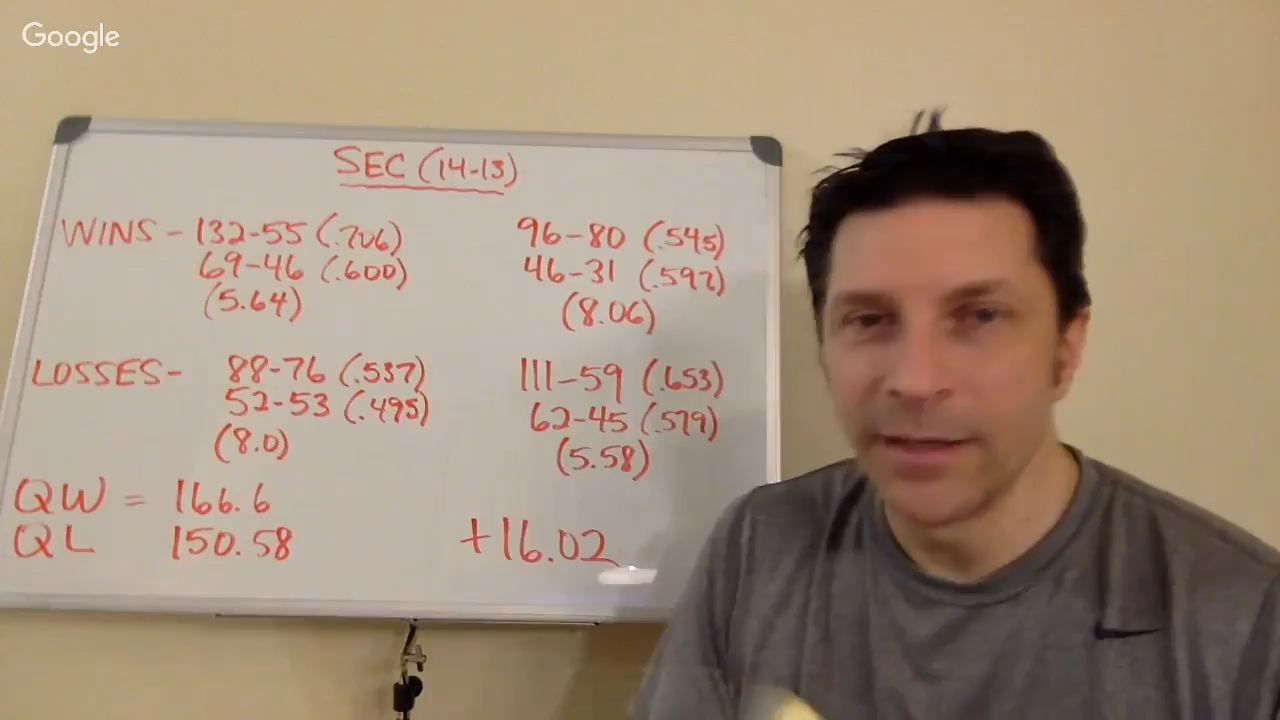 Google
SEC (14-13)
WINS - 132-55 (.706) 96-80 (.545)
69-46 (.600) 46-31 (.597)
(5.64) (8.06)
LOSSES - 88-76 (.537) 111-59 (.653)
52-53 (.495) 62-45 (.579)
(8.0) (5.58)
QW = 166.6
QL 150.58 +16.02